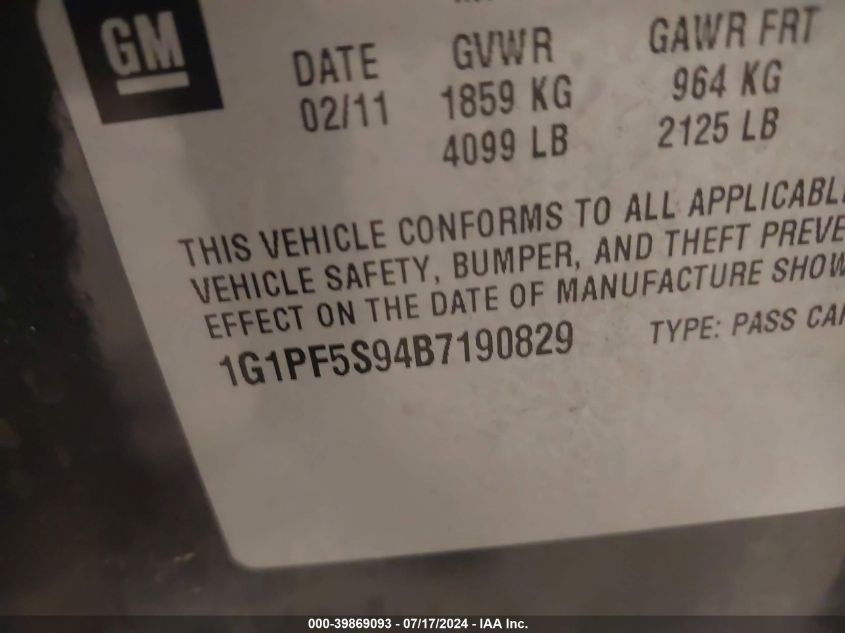 GM
DATE GVWR GAWR FRT
02/11 1859 KG 964 KG
4099 LB 2125 LB
THIS VEHICLE CONFORMS TO ALL APPLICABL
VEHICLE SAFETY, BUMPER, AND THEFT PREVE
EFFECT ON THE DATE OF MANUFACTURE SHOW
1G1PF5S94B7190829 TYPE: PASS CAR
000-39869093 - 07/17/2024 - IAA Inc.